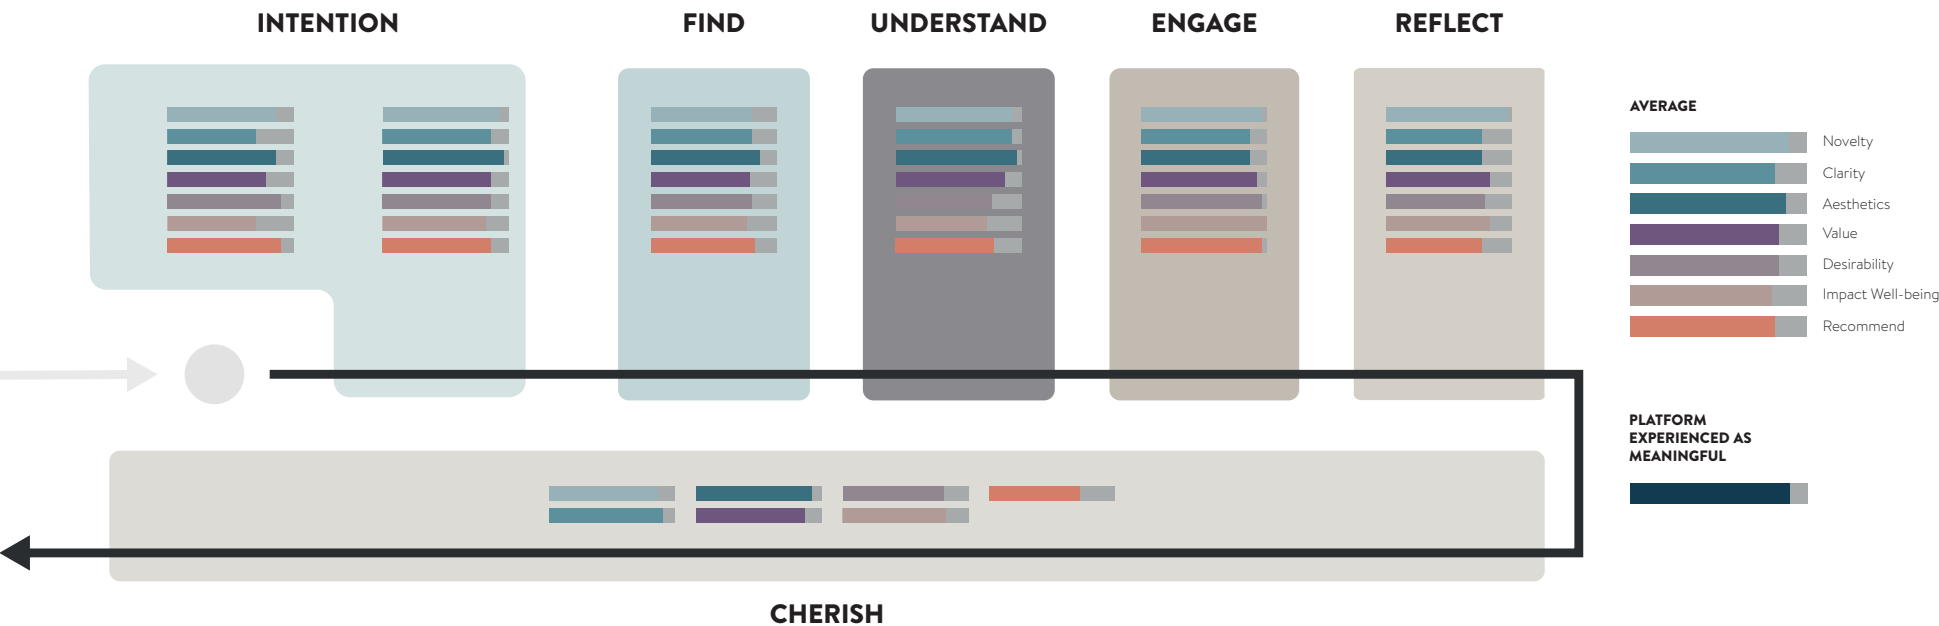 INTENTION
FIND
UNDERSTAND
ENGAGE
REFLECT
AVERAGE
Novelty
Clarity
Aesthetics
Value
Desirability
Impact Well-being
Recommend
PLATFORM
EXPERIENCED AS
MEANINGFUL
CHERISH